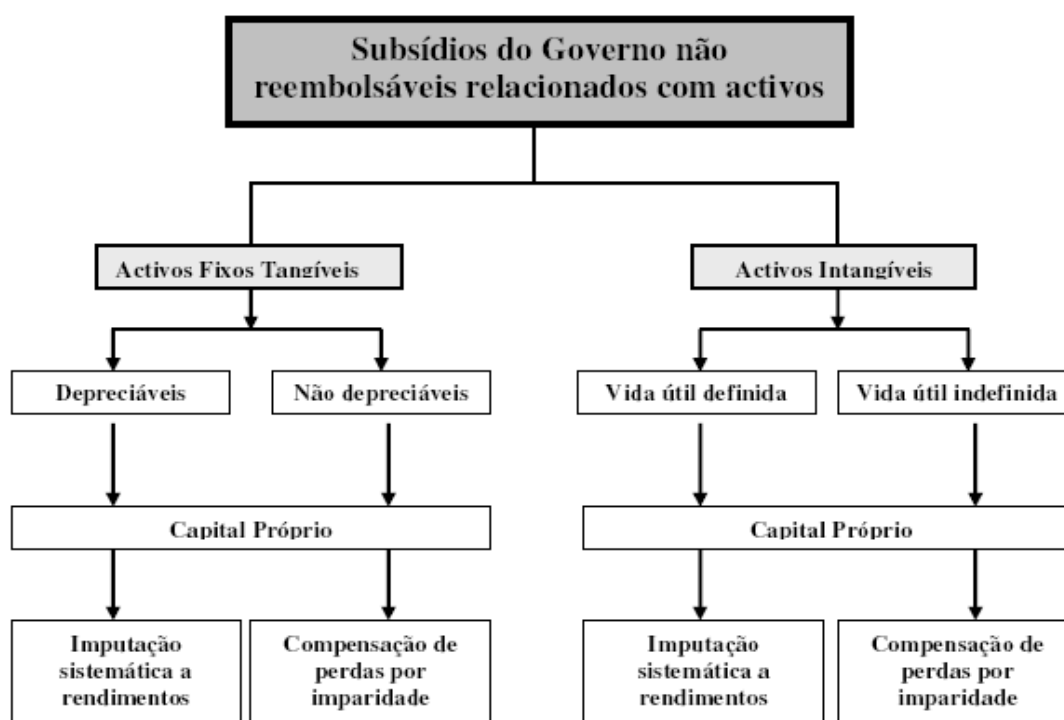 Subsídios do Governo não
reembolsáveis relacionados com activos
Activos Fixos Tangíveis
Activos Intangíveis
Depreciáveis
Não depreciáveis
Vida útil definida
Vida útil indefinida
Capital Próprio
Capital Próprio
Imputação
sistemática a
rendimentos
Compensação de
perdas por
imparidade
Imputação
sistemática a
rendimentos
Compensação de
perdas por
imparidade